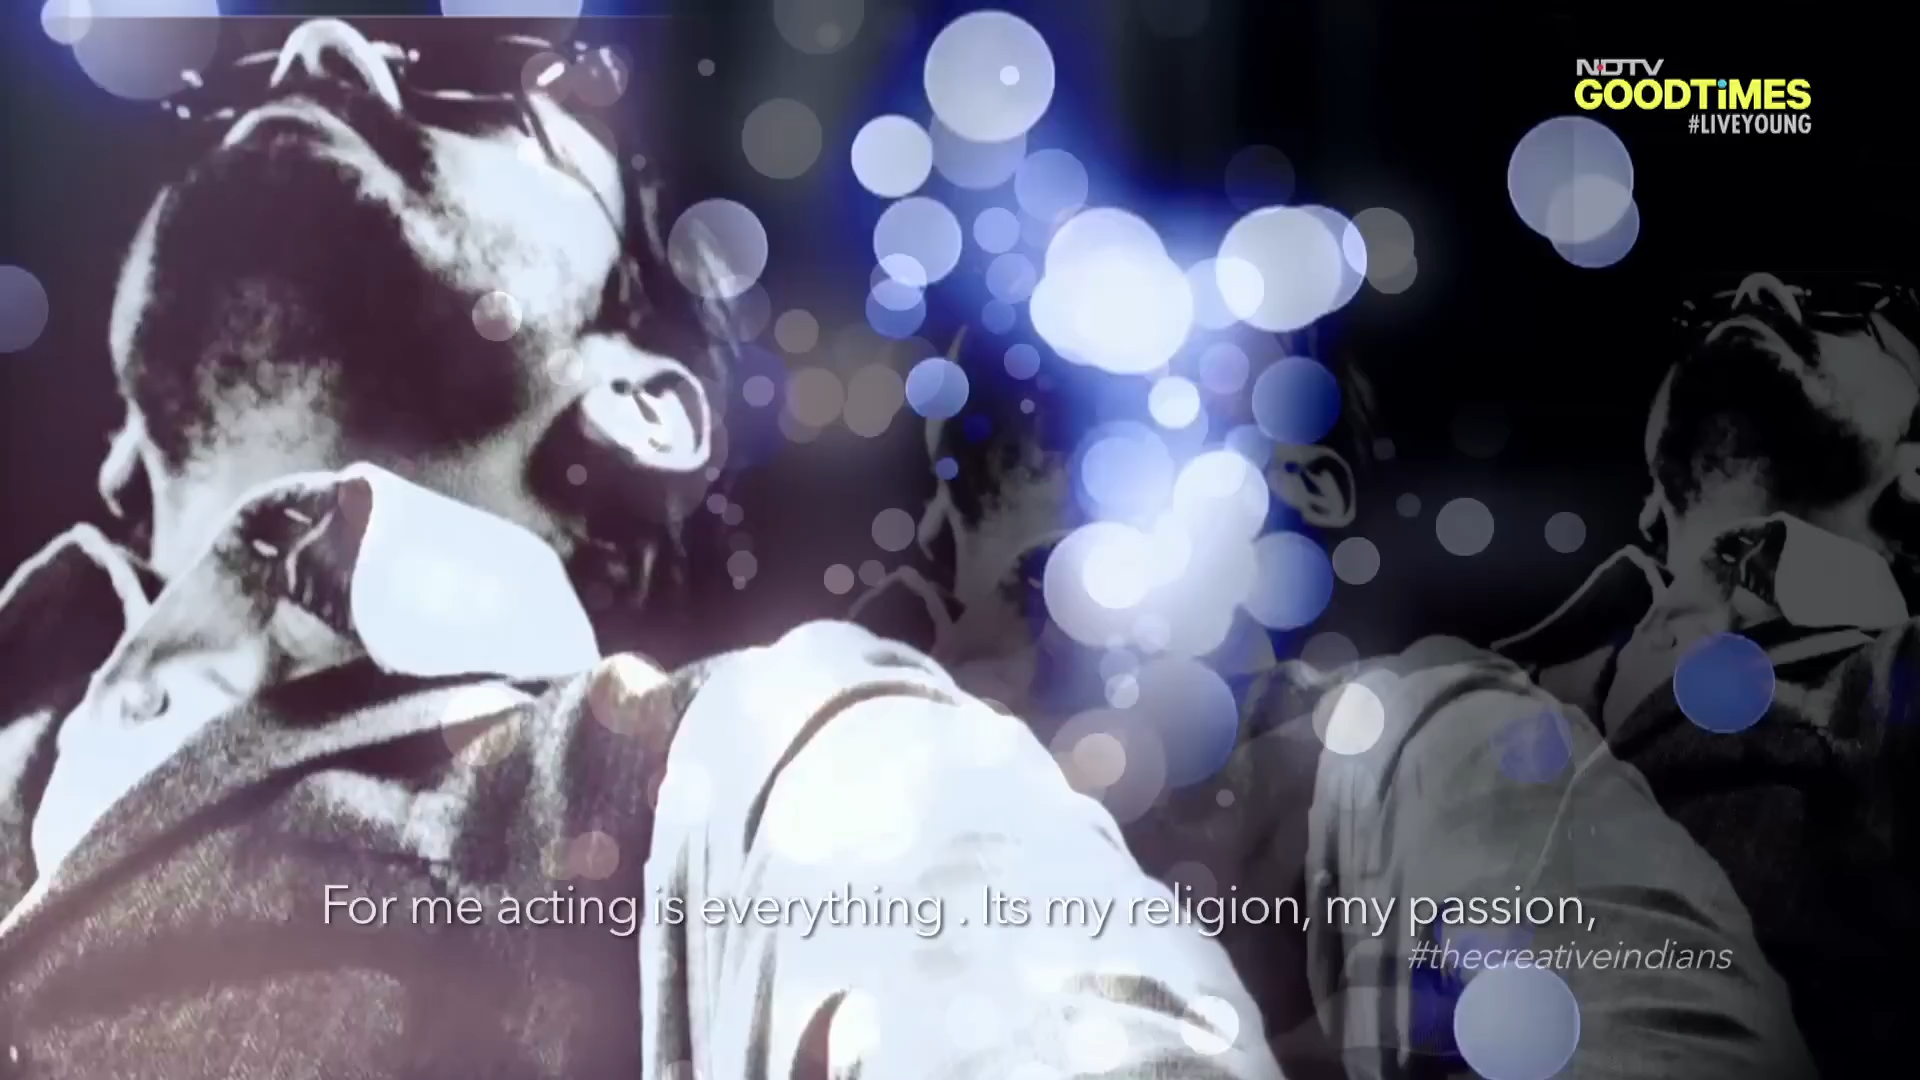 NDTV
GOODTiMES
#LIVEYOUNG
For me acting is everything . Its my religion, my passion,
#thecreativeindians